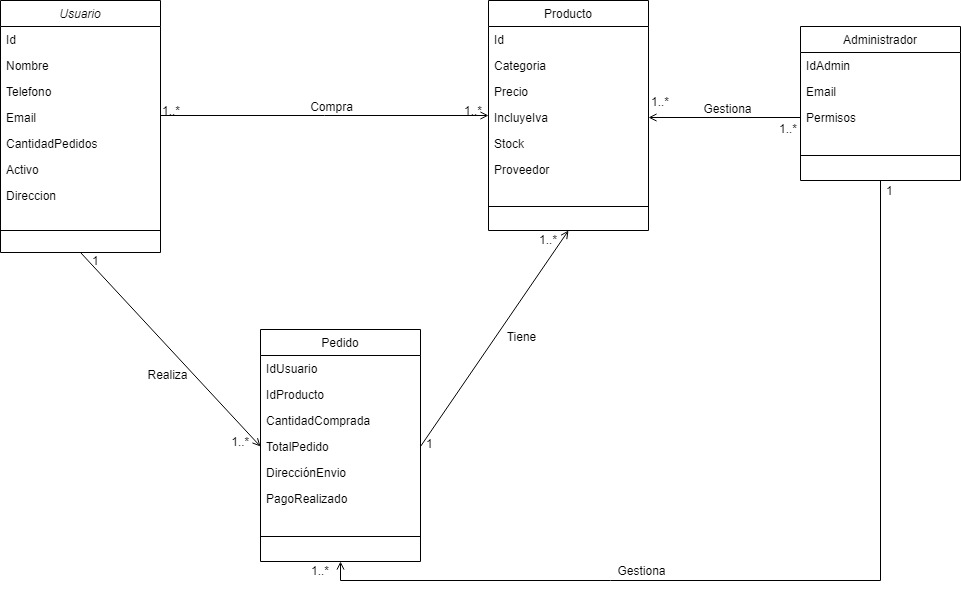 Usuario
Id
Nombre
Telefono
Email
CantidadPedidos
Activo
Direccion
1..*
Compra
1..*
Producto
Id
Categoria
Precio
IncluyeIva
Stock
Proveedor
1..*
Gestiona
1..*
Administrador
IdAdmin
Email
Permisos
1
1
Realiza
1..*
Pedido
IdUsuario
IdProducto
CantidadComprada
TotalPedido
DirecciónEnvio
PagoRealizado
1
Tiene
1..*
1..*
Gestiona